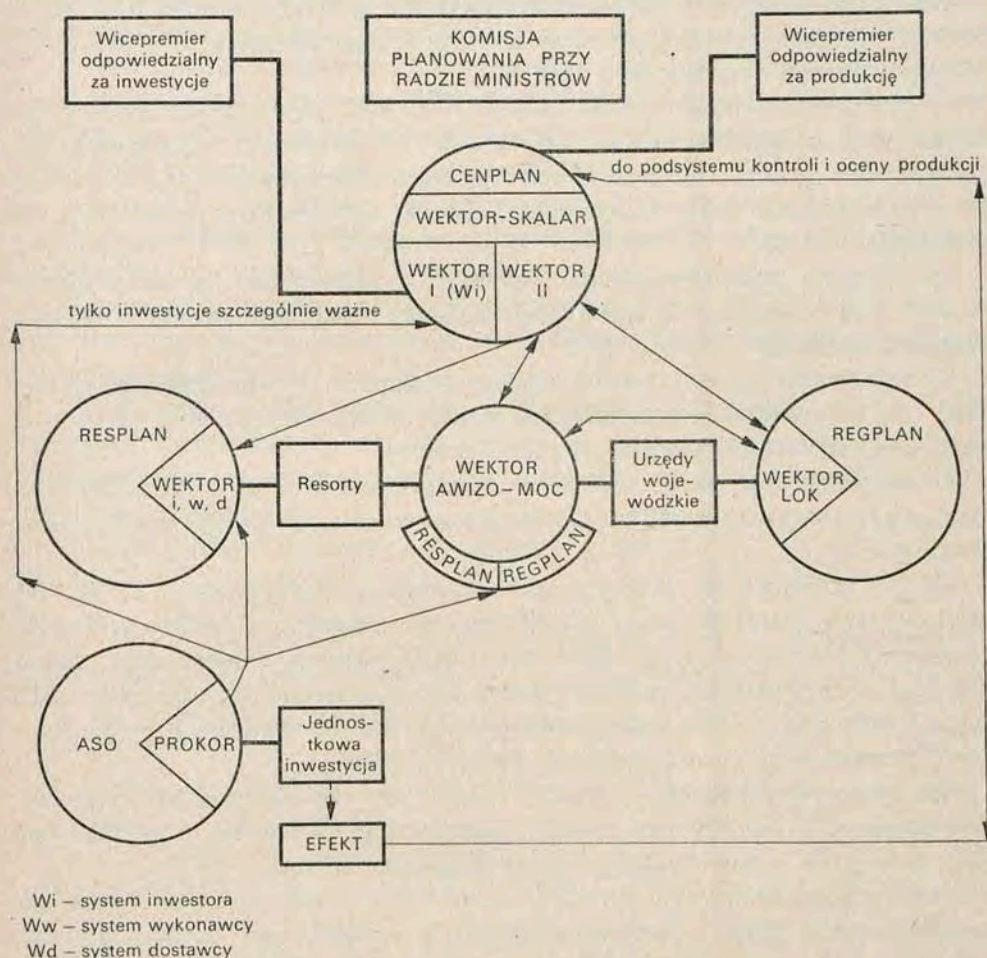 Wicepremier
odpowiedzialny
za inwestycje
KOMISJA
PLANOWANIA PRZY
RADZIE MINISTRÓW
Wicepremier
odpowiedzialny
za produkcję
CENPLAN
do podsystemu kontroli i oceny produkcji
WEKTOR-SKALAR
WEKTOR
I (Wi)
WEKTOR
II
tylko inwestycje szczególnie ważne
RESPLAN
WEKTOR
i, w, d
Resorty
WEKTOR
AWIZO-MOC
RESPLAN
REGPLAN
Urzędy
woje-
wódzkie
REGPLAN
WEKTOR
LOK
ASO
PROKOR
Jednos-
tkowa
inwestycja
EFEKT
Wi – system inwestora
Ww – system wykonawcy
Wd – system dostawcy